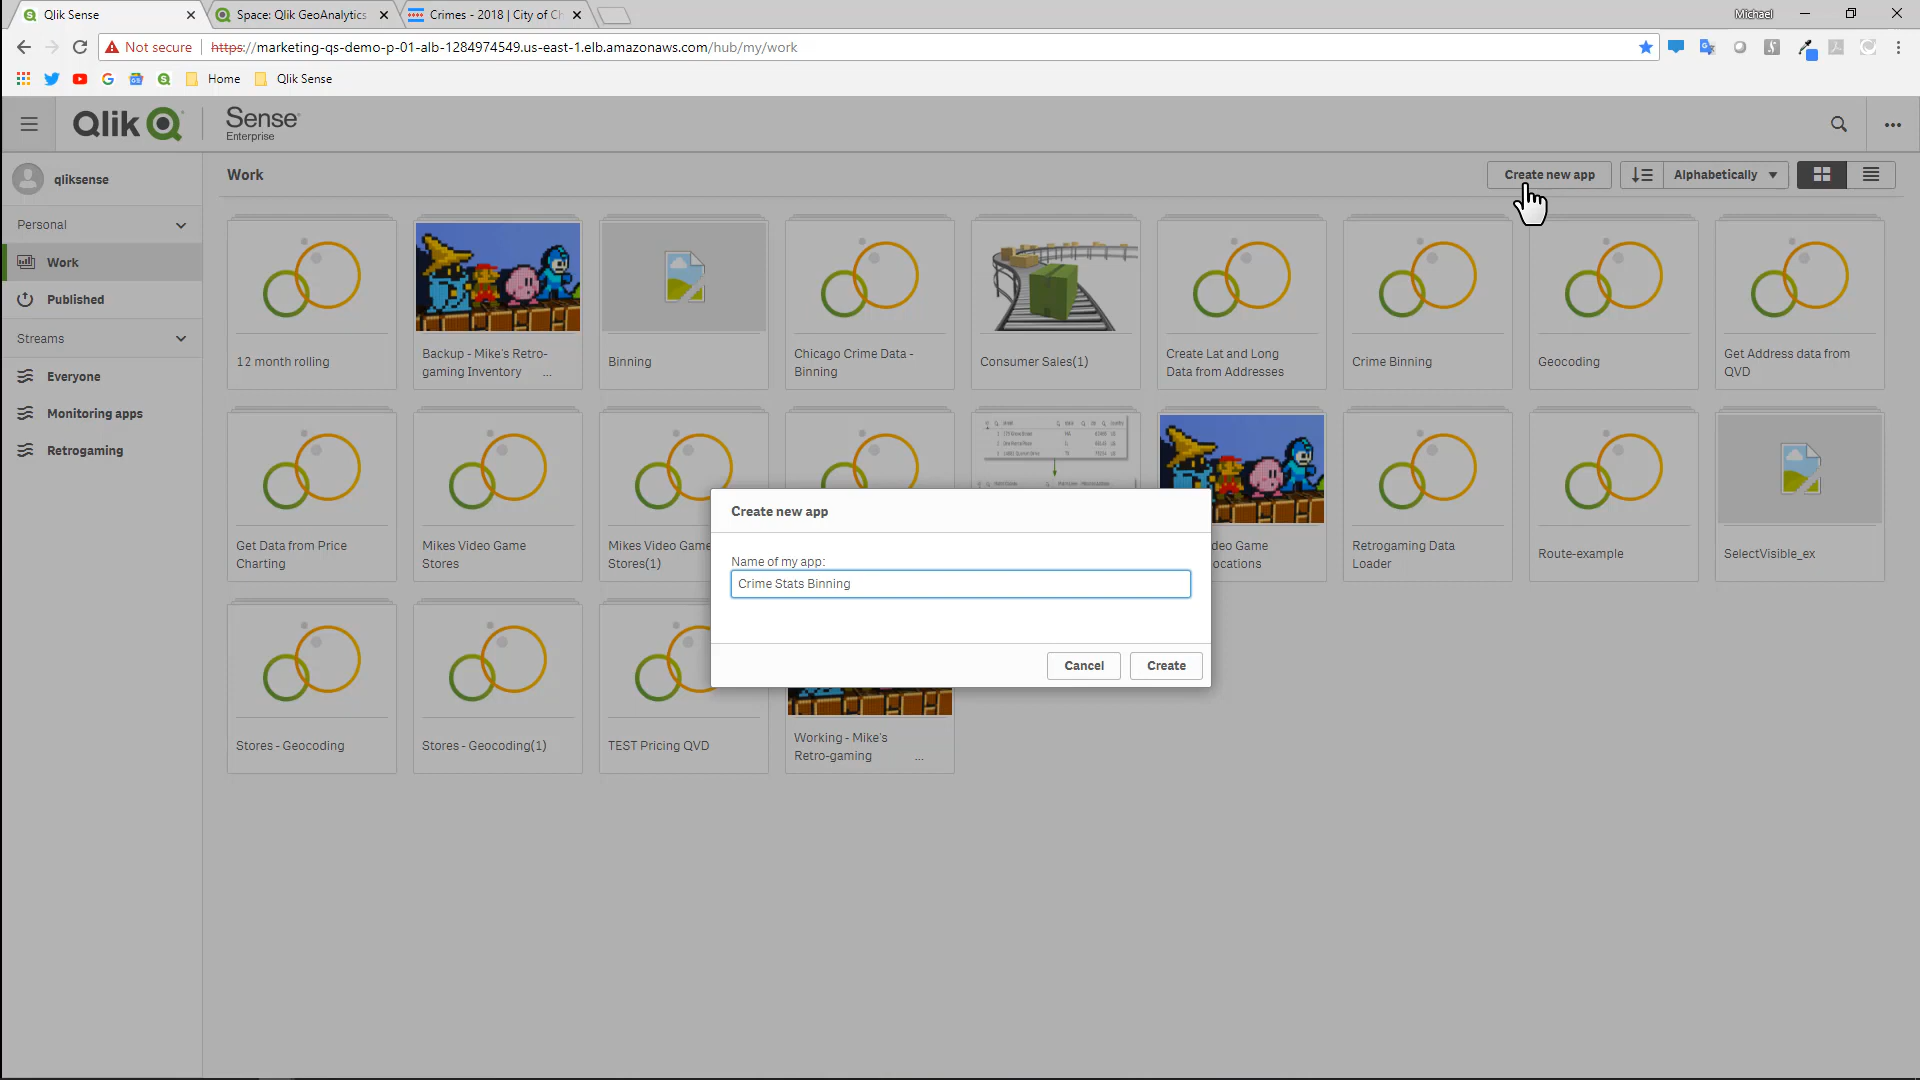 Qlik Sense
Space: Qlik GeoAnalytics
Crimes - 2018 | City of Ch
Michael
Not secure
https://marketing-qs-demo-p-01-alb-1284974549.us-east-1.elb.amazonaws.com/hub/my/work
Home
Qlik Sense
Qlik
Sense
Enterprise
qliksense
Work
Create new app
Alphabetically
Personal
Work
Published
Streams
Everyone
Monitoring apps
Retrogaming
12 month rolling
Backup - Mike's Retro-
gaming Inventory ...
Binning
Chicago Crime Data -
Binning
Consumer Sales(1)
Create Lat and Long
Data from Addresses
Crime Binning
Geocoding
Get Address data from
QVD
Get Data from Price
Charting
Mikes Video Game
Stores
Mikes Video Game
Stores(1)
deo Game
ocations
Retrogaming Data
Loader
Route-example
SelectVisible_ex
Create new app
Name of my app:
Crime Stats Binning
Cancel
Create
Stores - Geocoding
Stores - Geocoding(1)
TEST Pricing QVD
Working - Mike's
Retro-gaming ...